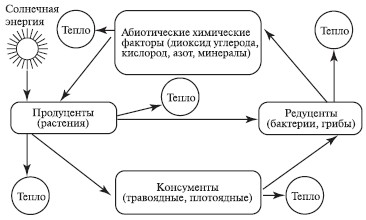 Солнечная
энергия
Тепло
Абиотические химические
факторы (диоксид углерода,
кислород, азот, минералы)
Тепло
Тепло
Продуценты
(растения)
Редуценты
(бактерии, грибы)
Тепло
Консументы
(травоядные, плотоядные)
Тепло